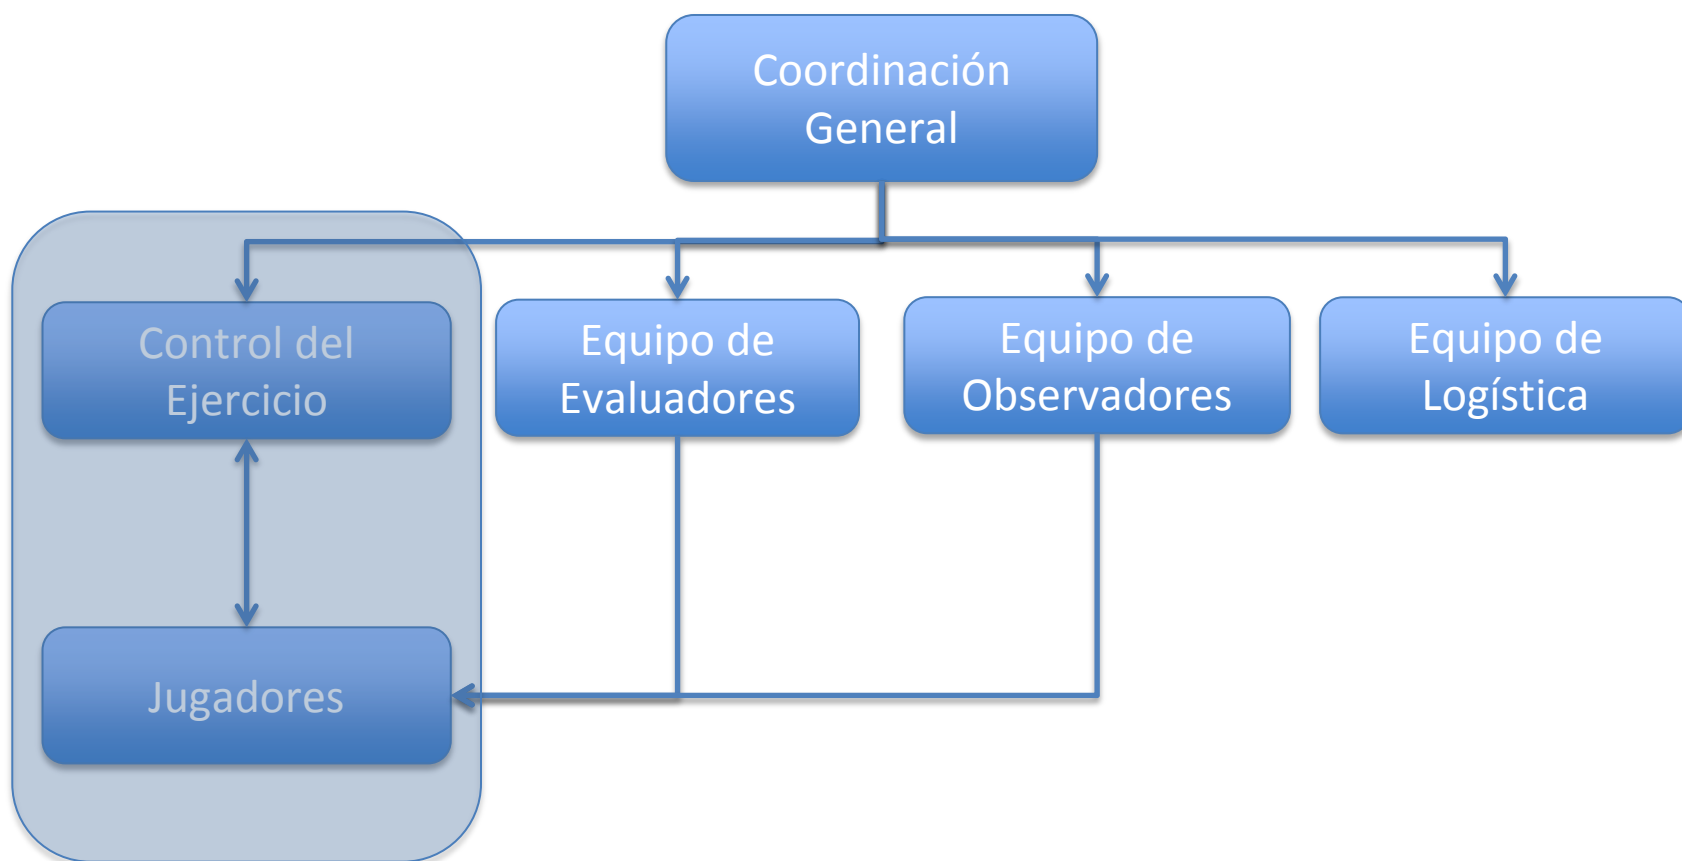 Coordinación
General
Control del
Ejercicio
Equipo de
Evaluadores
Equipo de
Observadores
Equipo de
Logística
Jugadores